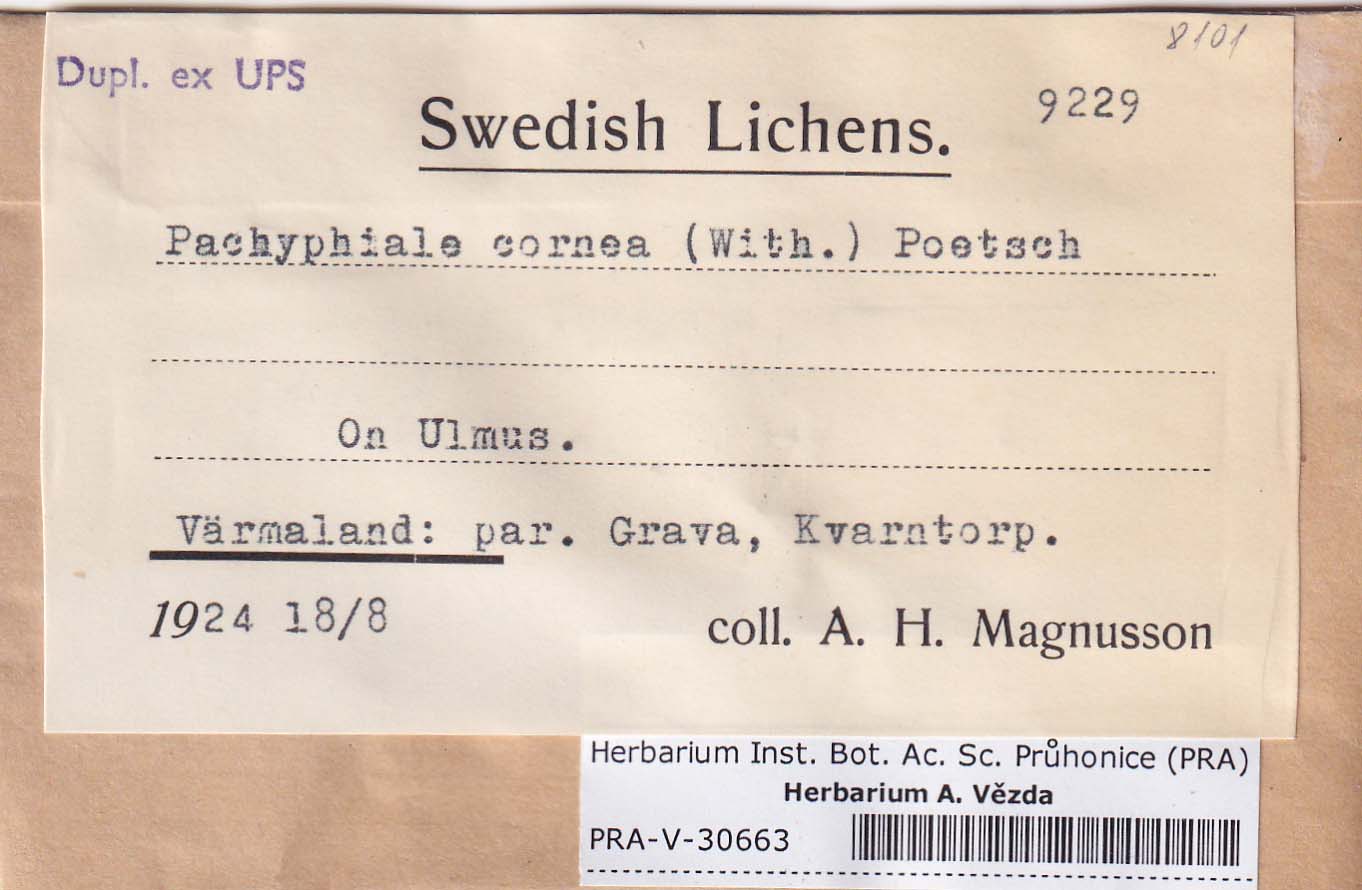 8101
Dupl. ex UPS
9229
Swedish Lichens.
Pachyphiale cornea (With.) Poetsch
On Ulmus.
Värmaland: par. Grava, Kvarntorp.
1924 18/8 coll. A. H. Magnusson
Herbarium Inst. Bot. Ac. Sc. Průhonice (PRA)
Herbarium A. Vězda
PRA-V-30663